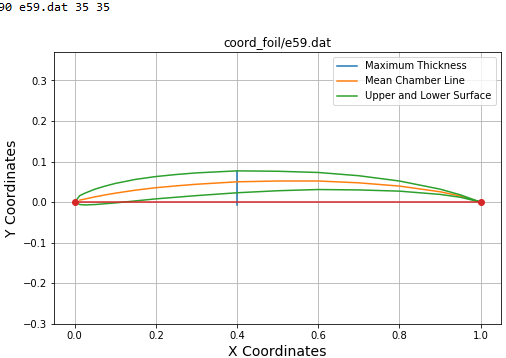 90 e59.dat 35 35
coord_foil/e59.dat
Maximum Thickness
Mean Chamber Line
Upper and Lower Surface
0.3
0.2
0.1
0.0
−0.1
−0.2
−0.3
Y Coordinates
0.0 0.2 0.4 0.6 0.8 1.0
X Coordinates